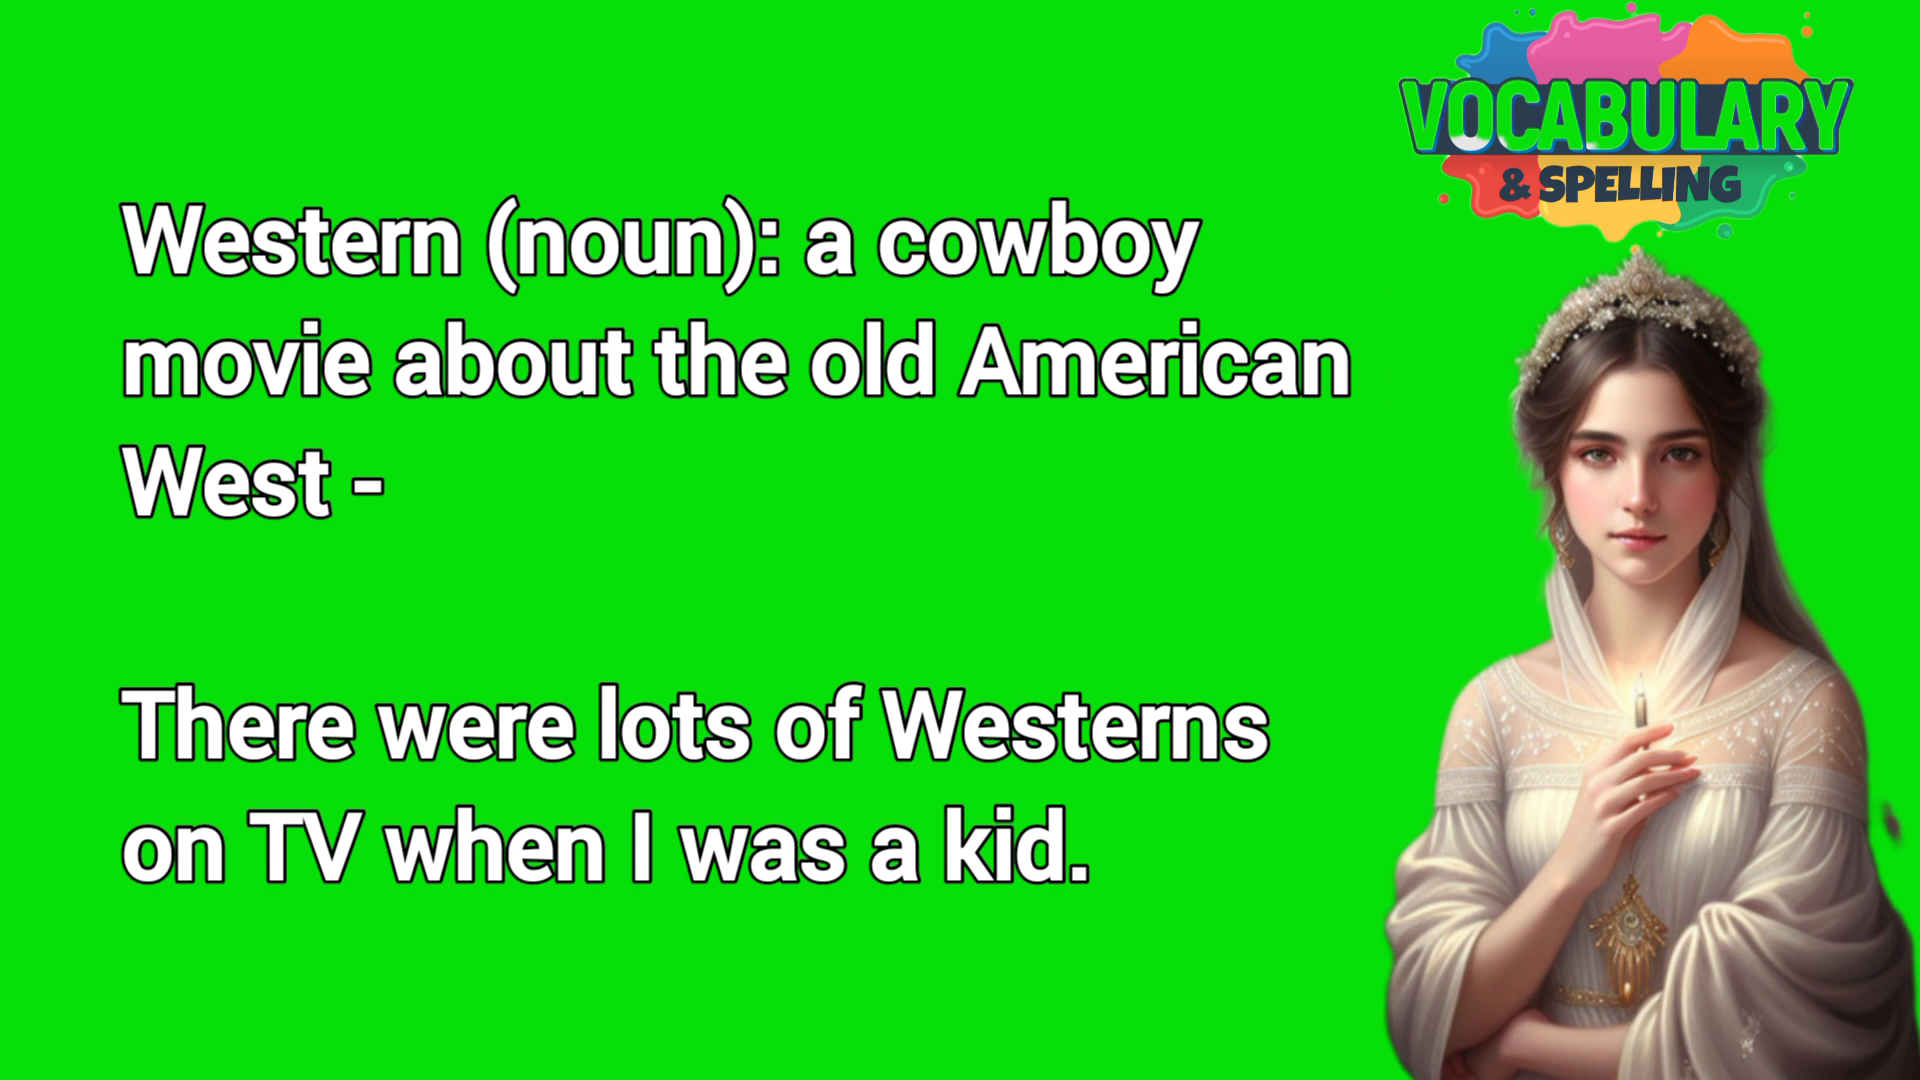 VOCABULARY
& SPELLING
Western (noun): a cowboy
movie about the old American
West -
There were lots of Westerns
on TV when I was a kid.